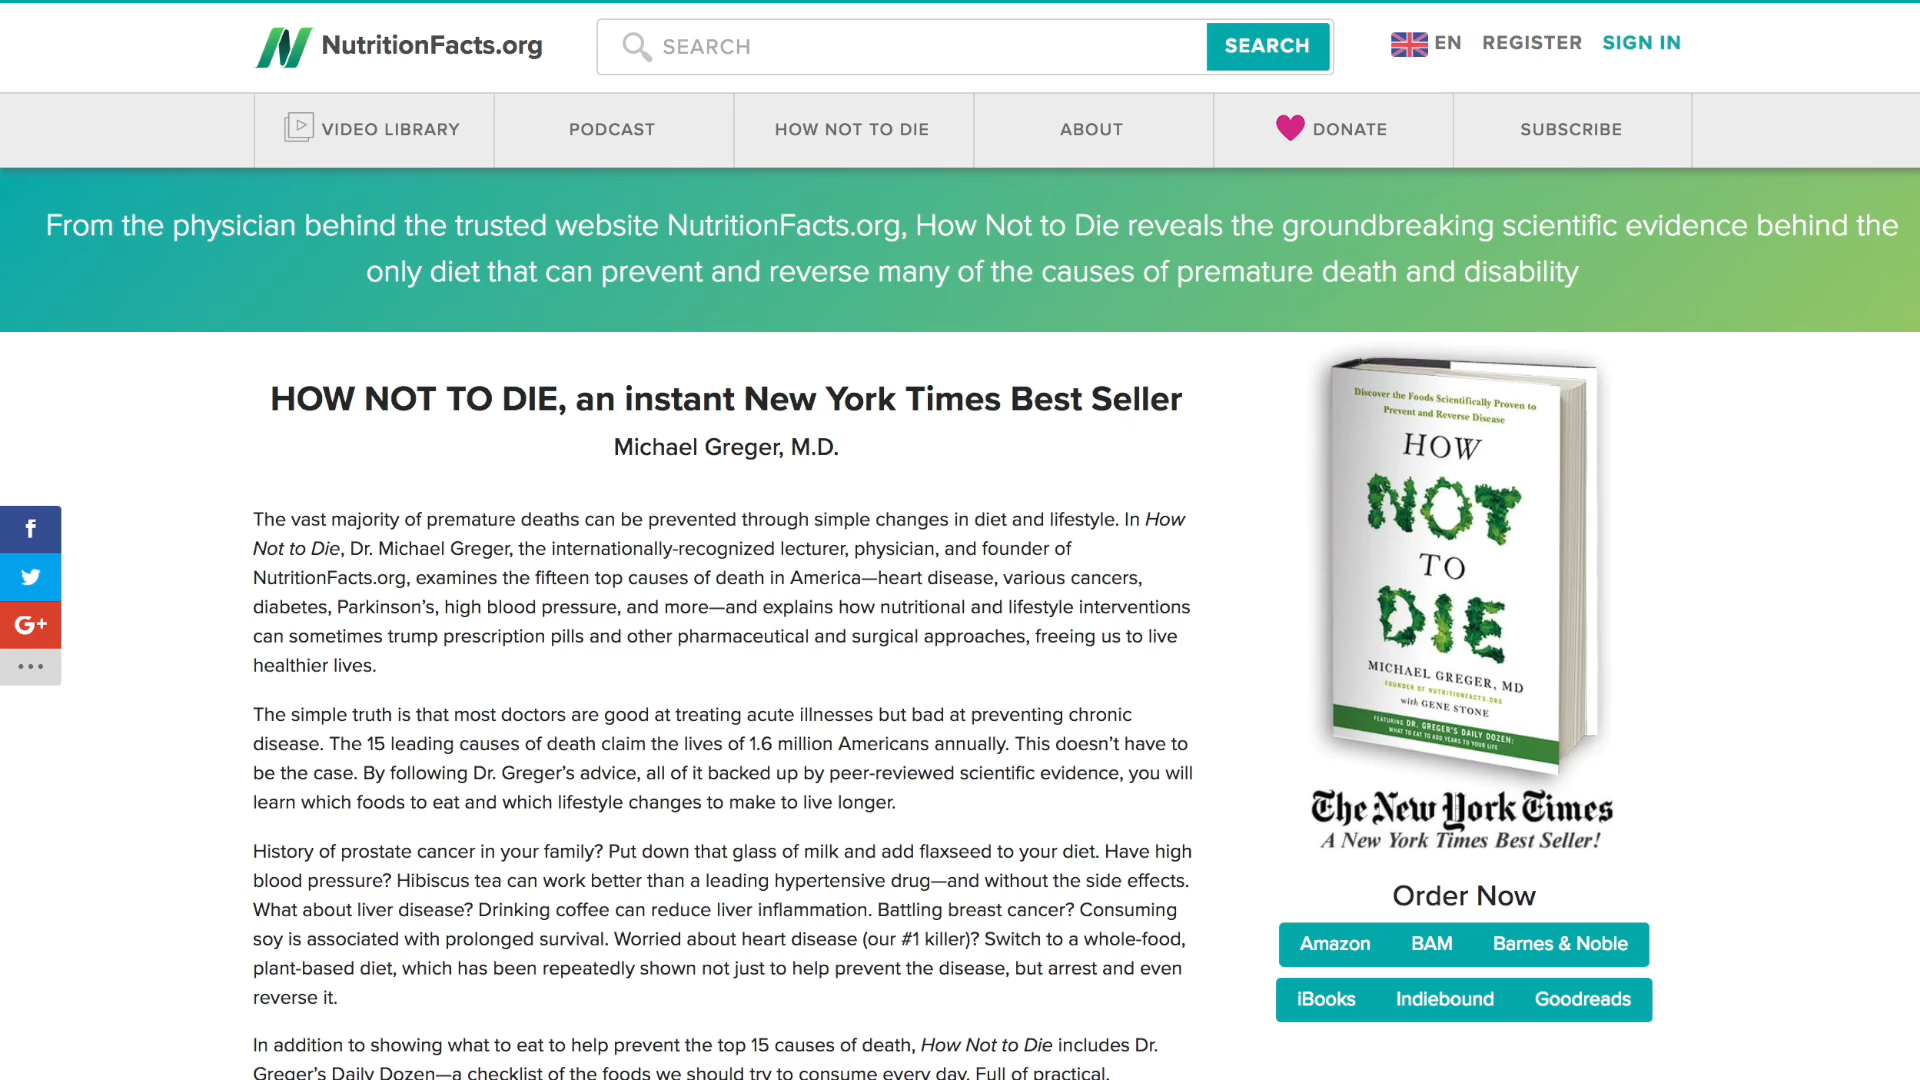 NutritionFacts.org
SEARCH
SEARCH
EN
REGISTER
SIGN IN
VIDEO LIBRARY
PODCAST
HOW NOT TO DIE
ABOUT
DONATE
SUBSCRIBE
From the physician behind the trusted website NutritionFacts.org, How Not to Die reveals the groundbreaking scientific evidence behind the
only diet that can prevent and reverse many of the causes of premature death and disability
HOW NOT TO DIE, an instant New York Times Best Seller
Michael Greger, M.D.
The vast majority of premature deaths can be prevented through simple changes in diet and lifestyle. In How
Not to Die, Dr. Michael Greger, the internationally-recognized lecturer, physician, and founder of
NutritionFacts.org, examines the fifteen top causes of death in America—heart disease, various cancers,
diabetes, Parkinson’s, high blood pressure, and more—and explains how nutritional and lifestyle interventions
can sometimes trump prescription pills and other pharmaceutical and surgical approaches, freeing us to live
healthier lives.
The simple truth is that most doctors are good at treating acute illnesses but bad at preventing chronic
disease. The 15 leading causes of death claim the lives of 1.6 million Americans annually. This doesn’t have to
be the case. By following Dr. Greger’s advice, all of it backed up by peer-reviewed scientific evidence, you will
learn which foods to eat and which lifestyle changes to make to live longer.
History of prostate cancer in your family? Put down that glass of milk and add flaxseed to your diet. Have high
blood pressure? Hibiscus tea can work better than a leading hypertensive drug—and without the side effects.
What about liver disease? Drinking coffee can reduce liver inflammation. Battling breast cancer? Consuming
soy is associated with prolonged survival. Worried about heart disease (our #1 killer)? Switch to a whole-food,
plant-based diet, which has been repeatedly shown not just to help prevent the disease, but arrest and even
reverse it.
In addition to showing what to eat to help prevent the top 15 causes of death, How Not to Die includes Dr.
Greger’s Daily Dozen—a checklist of the foods we should try to consume every day. Full of practical,
f
G+
Discover the Foods Scientifically Proven to
Prevent and Reverse Disease
HOW
NOT
TO
DIE
MICHAEL GREGER, MD
FOUNDER OF NUTRITIONFACTS.ORG
with GENE STONE
FEATURING DR. GREGER'S DAILY DOZEN:
WHAT TO EAT TO ADD YEARS TO YOUR LIFE
The New York Times
A New York Times Best Seller!
Order Now
Amazon
BAM
Barnes & Noble
iBooks
Indiebound
Goodreads